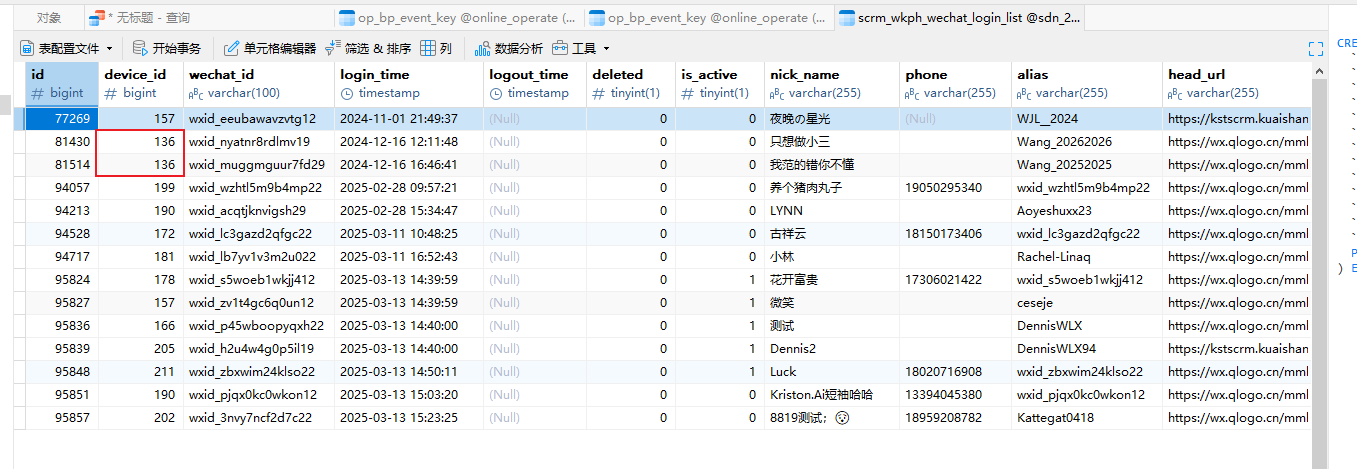 对象 * 无标题 - 查询 op_bp_event_key @online_operate (... op_bp_event_key @online_operate (... scrm_wkph_wechat_login_list @sdn_2...
表配置文件 开始事务 单元格编辑器 筛选 & 排序 列 数据分析 工具
id device_id wechat_id login_time logout_time deleted is_active nick_name phone alias head_url
# bigint # bigint ABC varchar(100) timestamp timestamp # tinyint(1) # tinyint(1) ABC varchar(255) ABC varchar(255) ABC varchar(255) ABC varchar(255)
77269 157 wxid_eeubawavzvtg12 2024-11-01 21:49:37 (Null) 0 0 夜晚の星光 (Null) WJL__2024 https://kstscrm.kuaishan
81430 136 wxid_nyatnr8rdlmv19 2024-12-16 12:11:48 (Null) 0 0 只想做小三 Wang_20262026 https://wx.qlogo.cn/mml
81514 136 wxid_muggmguur7fd29 2024-12-16 16:46:41 (Null) 0 0 我范的错你不懂 Wang_20252025 https://wx.qlogo.cn/mml
94057 199 wxid_wzhtl5m9b4mp22 2025-02-28 09:57:21 (Null) 0 0 养个猪肉丸子 19050295340 wxid_wzhtl5m9b4mp22 https://wx.qlogo.cn/mml
94213 190 wxid_acqtjknvigsh29 2025-02-28 15:34:47 (Null) 0 0 LYNN Aoyeshuxx23 https://wx.qlogo.cn/mml
94528 172 wxid_lc3gazd2qfgc22 2025-03-11 10:48:25 (Null) 0 0 古祥云 18150173406 wxid_lc3gazd2qfgc22 https://wx.qlogo.cn/mml
94717 181 wxid_lb7yv1v3m2u022 2025-03-11 16:52:43 (Null) 0 0 小林 Rachel-Linaq https://wx.qlogo.cn/mml
95824 178 wxid_s5woeb1wkjj412 2025-03-13 14:39:59 (Null) 0 1 花开富贵 17306021422 wxid_s5woeb1wkjj412 https://wx.qlogo.cn/mml
95827 157 wxid_zv1t4gc6q0un12 2025-03-13 14:39:59 (Null) 0 1 微笑 ceseje https://wx.qlogo.cn/mml
95836 166 wxid_p45wboopyqxh22 2025-03-13 14:40:00 (Null) 0 1 测试 DennisWLX https://wx.qlogo.cn/mml
95839 205 wxid_h2u4w4g0p5il19 2025-03-13 14:40:00 (Null) 0 1 Dennis2 DennisWLX94 https://kstscrm.kuaishan
95848 211 wxid_zbxwim24klso22 2025-03-13 14:50:11 (Null) 0 1 Luck 18020716908 wxid_zbxwim24klso22 https://wx.qlogo.cn/mml
95851 190 wxid_pjqx0kc0wkon12 2025-03-13 15:03:20 (Null) 0 1 Kriston.Ai短袖哈哈 13394045380 wxid_pjqx0kc0wkon12 https://wx.qlogo.cn/mml
95857 202 wxid_3nvy7ncf2d7c22 2025-03-13 15:23:25 (Null) 0 1 8819测试；😗 18959208782 Kattegat0418 https://wx.qlogo.cn/mml
CRE
P
) E